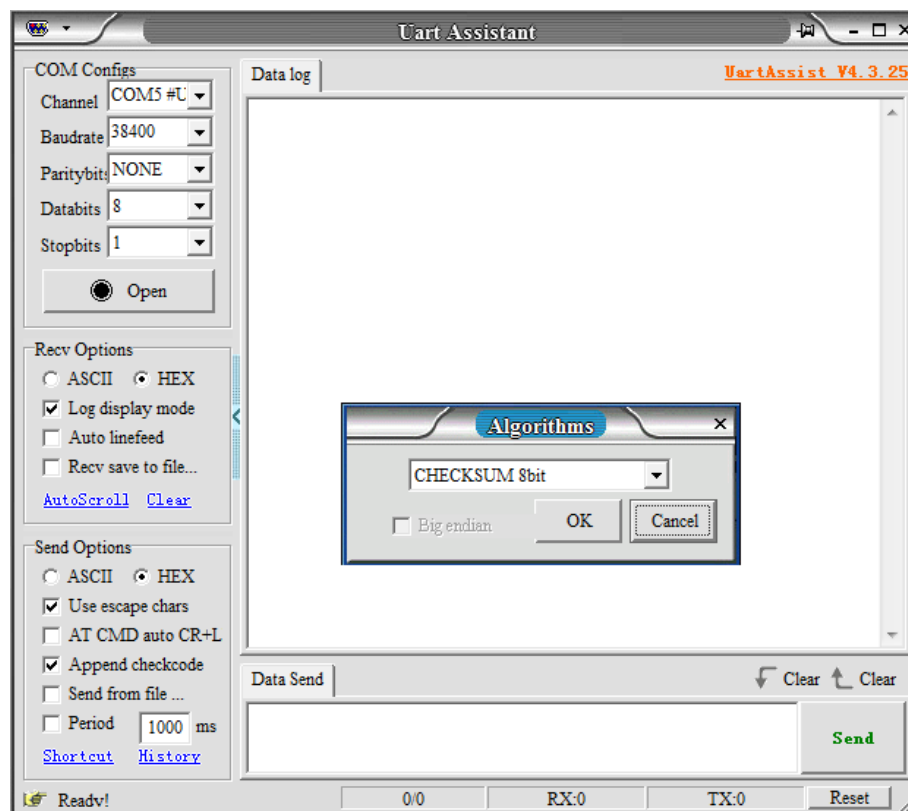 Uart Assistant
COM Configs
Channel COM5 #U
Baudrate 38400
Paritybits NONE
Databits 8
Stopbits 1
Open
Recv Options
ASCII HEX
Log display mode
Auto linefeed
Recv save to file...
AutoScroll Clear
Send Options
ASCII HEX
Use escape chars
AT CMD auto CR+L
Append checkcode
Send from file ...
Period 1000 ms
Shortcut History
Data log
UartAssist V4.3.25
Algorithms
CHECKSUM 8bit
Big endian
OK
Cancel
Data Send
Clear
Clear
Send
Ready!
0/0
RX:0
TX:0
Reset